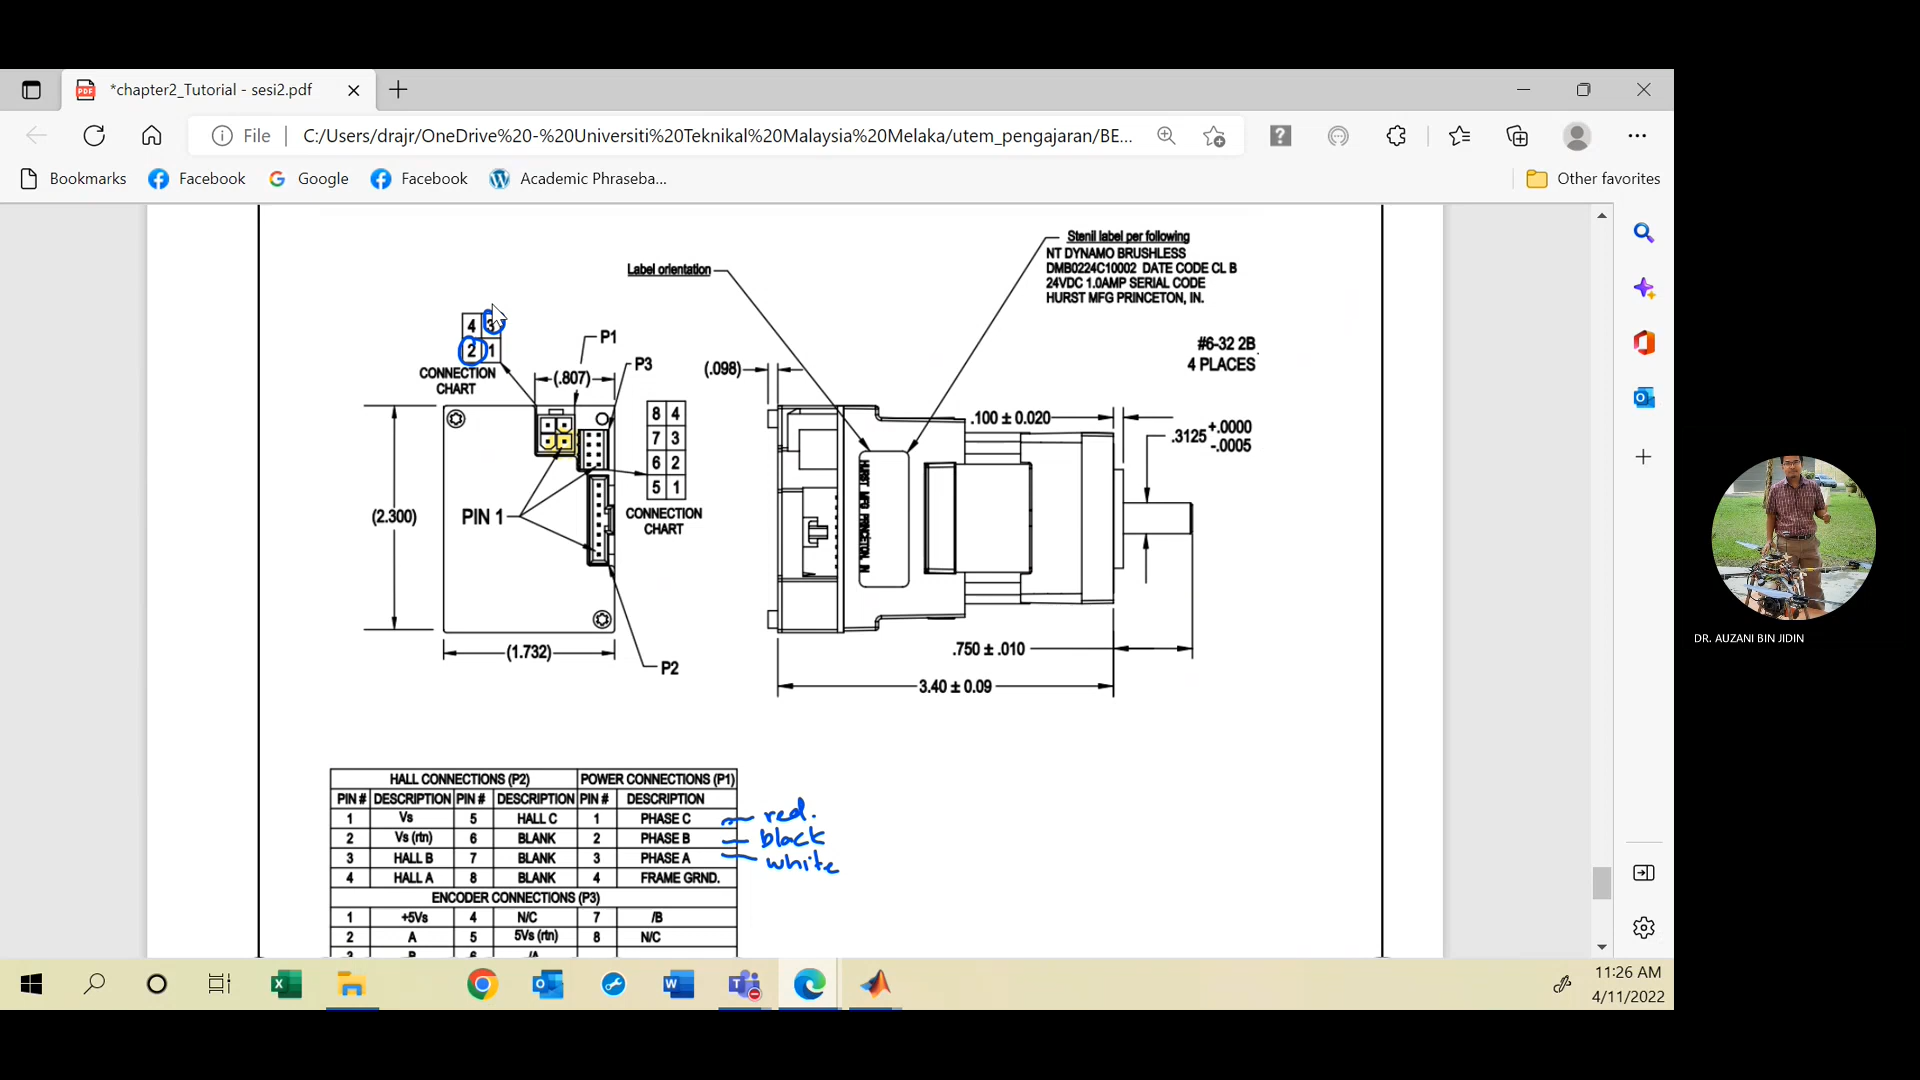 *chapter2_Tutorial - sesi2.pdf
File
C:/Users/drajr/OneDrive%20-%20Universiti%20Teknikal%20Malaysia%20Melaka/utem_pengajaran/BE...
Bookmarks Facebook Google Facebook Academic Phraseba... Other favorites
Stenil label per following
NT DYNAMO BRUSHLESS
DMB0224C10002 DATE CODE CL B
24VDC 1.0AMP SERIAL CODE
HURST MFG PRINCETON, IN.
Label orientation
#6-32 2B
4 PLACES
4 3
2 1
CONNECTION
CHART
P1
P3
(.807)
(.098)
8 4
7 3
6 2
5 1
CONNECTION
CHART
.100 ± 0.020
.3125 +.0000
-.0005
(2.300)
PIN 1
HURST MFG PRINCETON, IN
(1.732)
P2
.750 ± .010
3.40 ± 0.09
HALL CONNECTIONS (P2) POWER CONNECTIONS (P1)
PIN # DESCRIPTION PIN # DESCRIPTION PIN # DESCRIPTION
1 Vs 5 HALL C 1 PHASE C red.
2 Vs (rtn) 6 BLANK 2 PHASE B black
3 HALL B 7 BLANK 3 PHASE A white
4 HALL A 8 BLANK 4 FRAME GRND.
ENCODER CONNECTIONS (P3)
1 +5Vs 4 N/C 7 /B
2 A 5 5Vs (rtn) 8 N/C
3 B 6 /A
DR. AUZANI BIN JIDIN
11:26 AM
4/11/2022